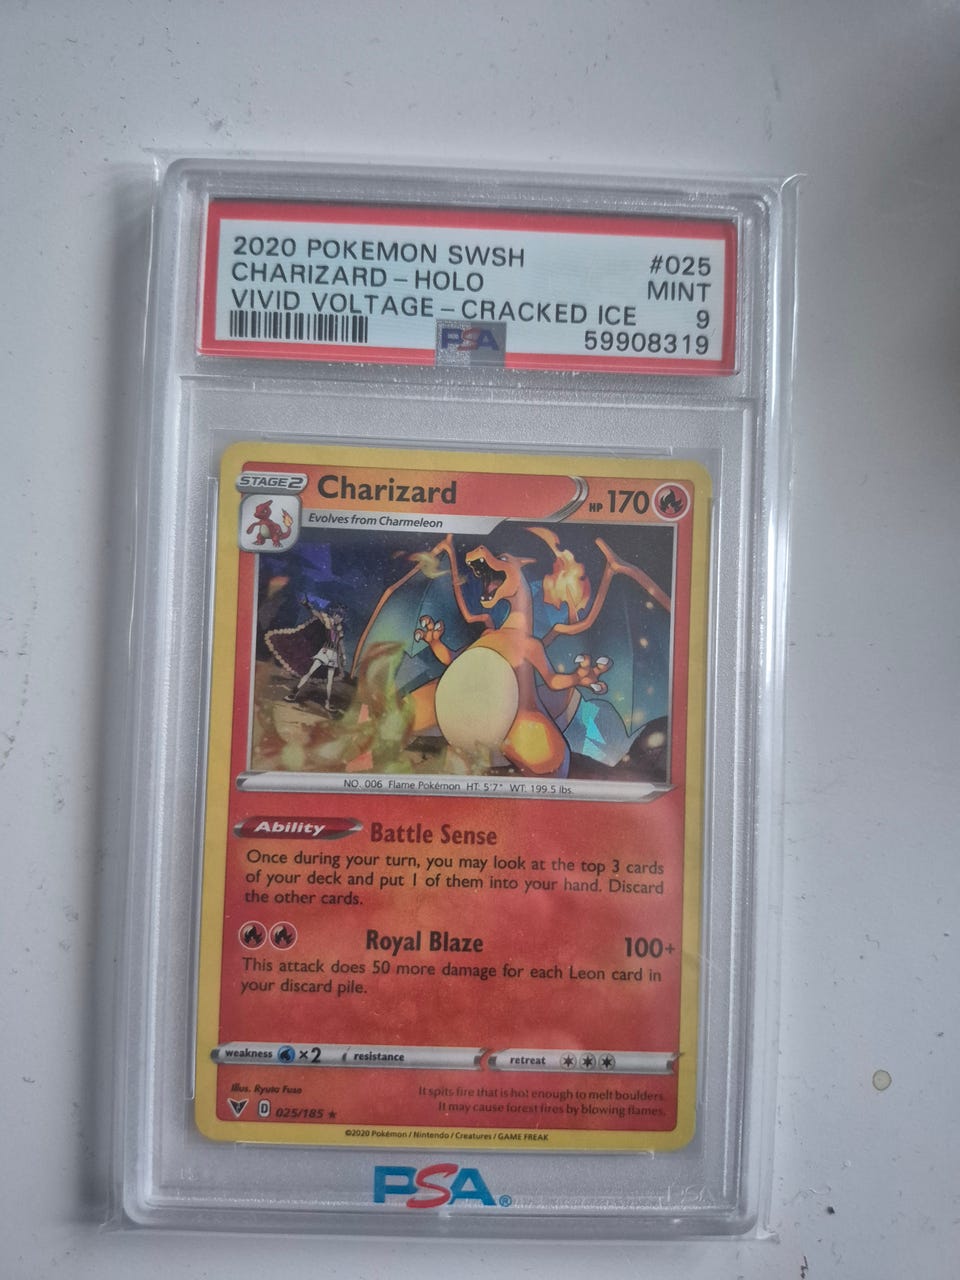 2020 POKEMON SWSH #025
CHARIZARD – HOLO MINT
VIVID VOLTAGE – CRACKED ICE 9
59908319
PSA
STAGE 2 Charizard HP 170
Evolves from Charmeleon
NO. 006 Flame Pokémon HT: 5'7" WT: 199.5 lbs.
Ability Battle Sense
Once during your turn, you may look at the top 3 cards
of your deck and put 1 of them into your hand. Discard
the other cards.
Royal Blaze 100+
This attack does 50 more damage for each Leon card in
your discard pile.
weakness ×2 resistance retreat
Illus. Ryuta Fuse
It spits fire that is hot enough to melt boulders.
It may cause forest fires by blowing flames.
D 025/185 ★
©2020 Pokémon / Nintendo / Creatures / GAME FREAK
PSA®
PSA